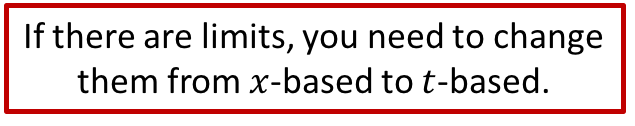 If there are limits, you need to change
them from 𝑥-based to 𝑡-based.